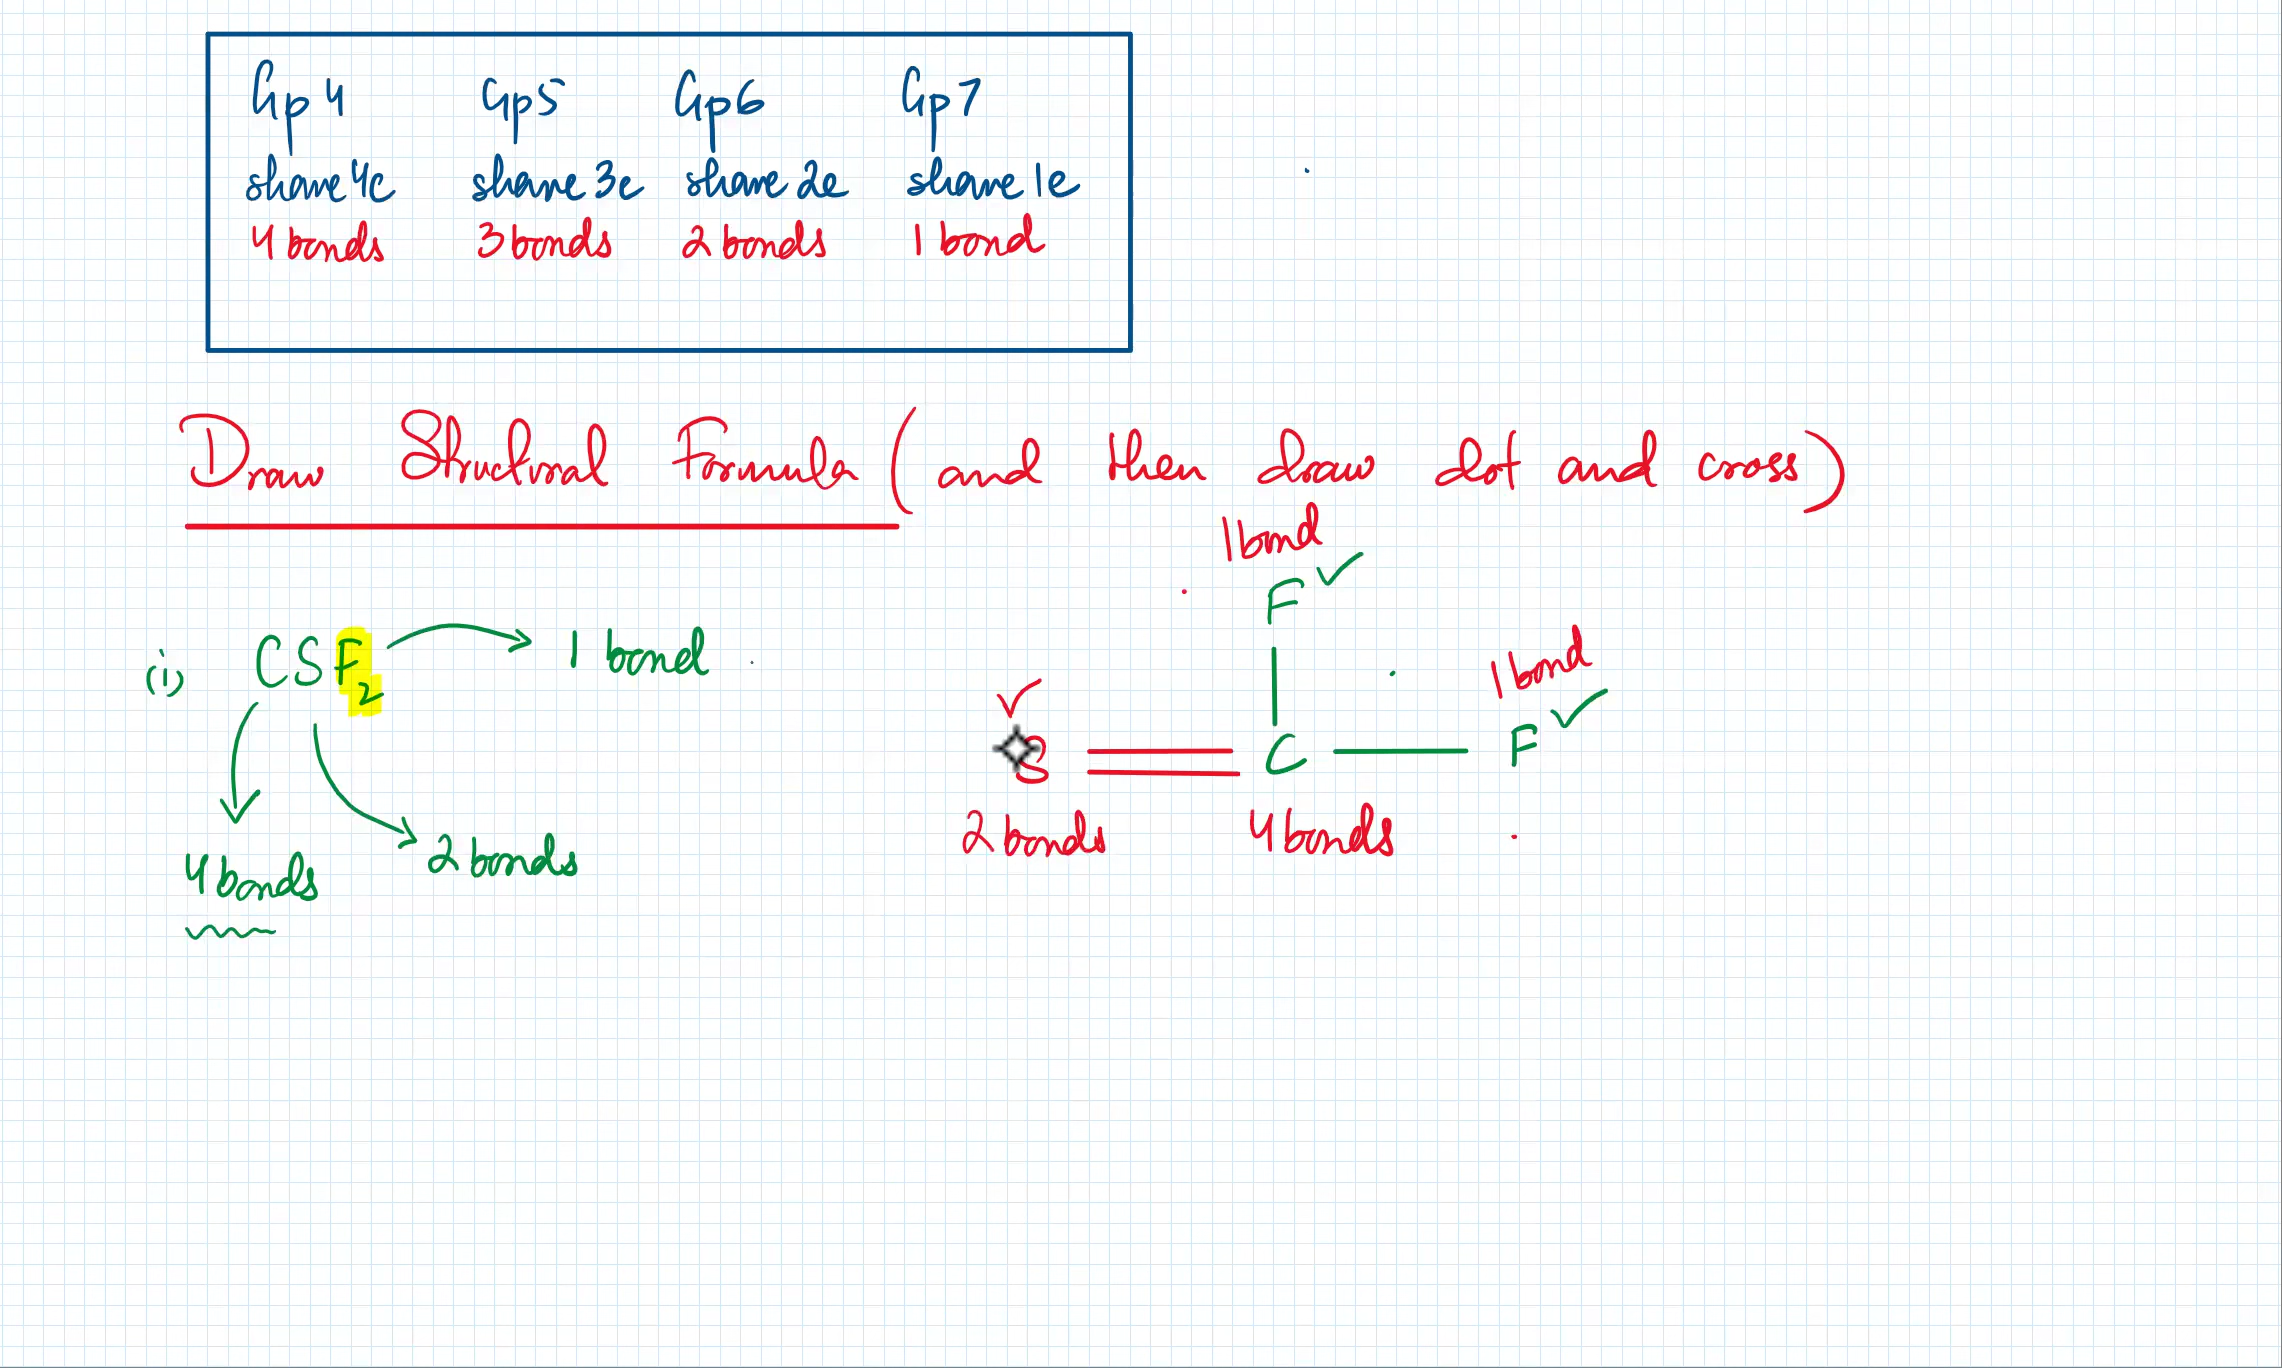 Gp 4 Gp5 Gp6 Gp7
share 4e share 3e share 2e share 1e
4 bonds 3 bonds 2 bonds 1 bond
Draw Structural Formula (and then draw dot and cross)
1 bond
F
(i) CSF2 1 bond
1 bond
S C F
2 bonds 4 bonds
4 bonds 2 bonds